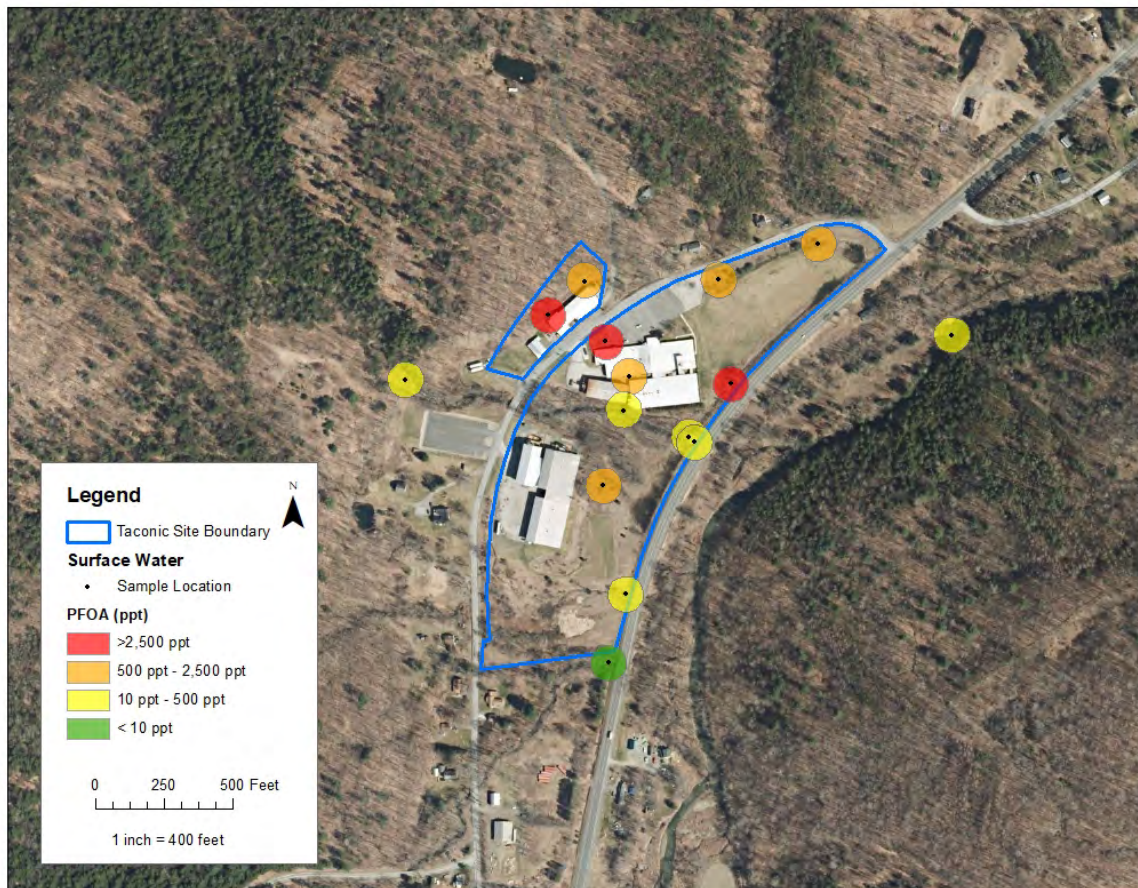 Legend
N
Taconic Site Boundary
Surface Water
Sample Location
PFOA (ppt)
>2,500 ppt
500 ppt - 2,500 ppt
10 ppt - 500 ppt
< 10 ppt
0 250 500 Feet
1 inch = 400 feet